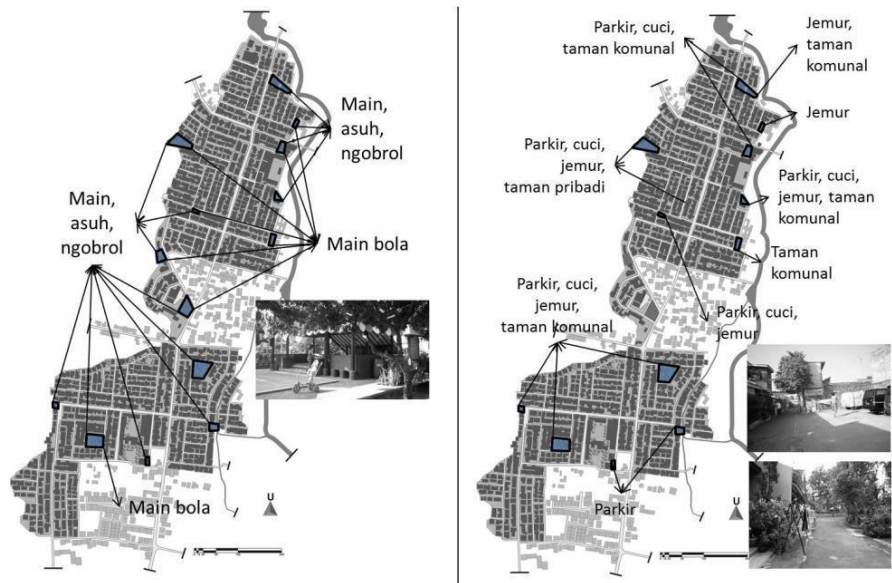 Main,
asuh,
ngobrol
Main,
asuh,
ngobrol
Main bola
Main bola
U
Parkir, cuci,
taman komunal
Jemur,
taman
komunal
Jemur
Parkir, cuci,
jemur,
taman pribadi
Parkir, cuci,
jemur, taman
komunal
Taman
komunal
Parkir, cuci,
jemur,
taman komunal
Parkir, cuci,
jemur
Parkir
U